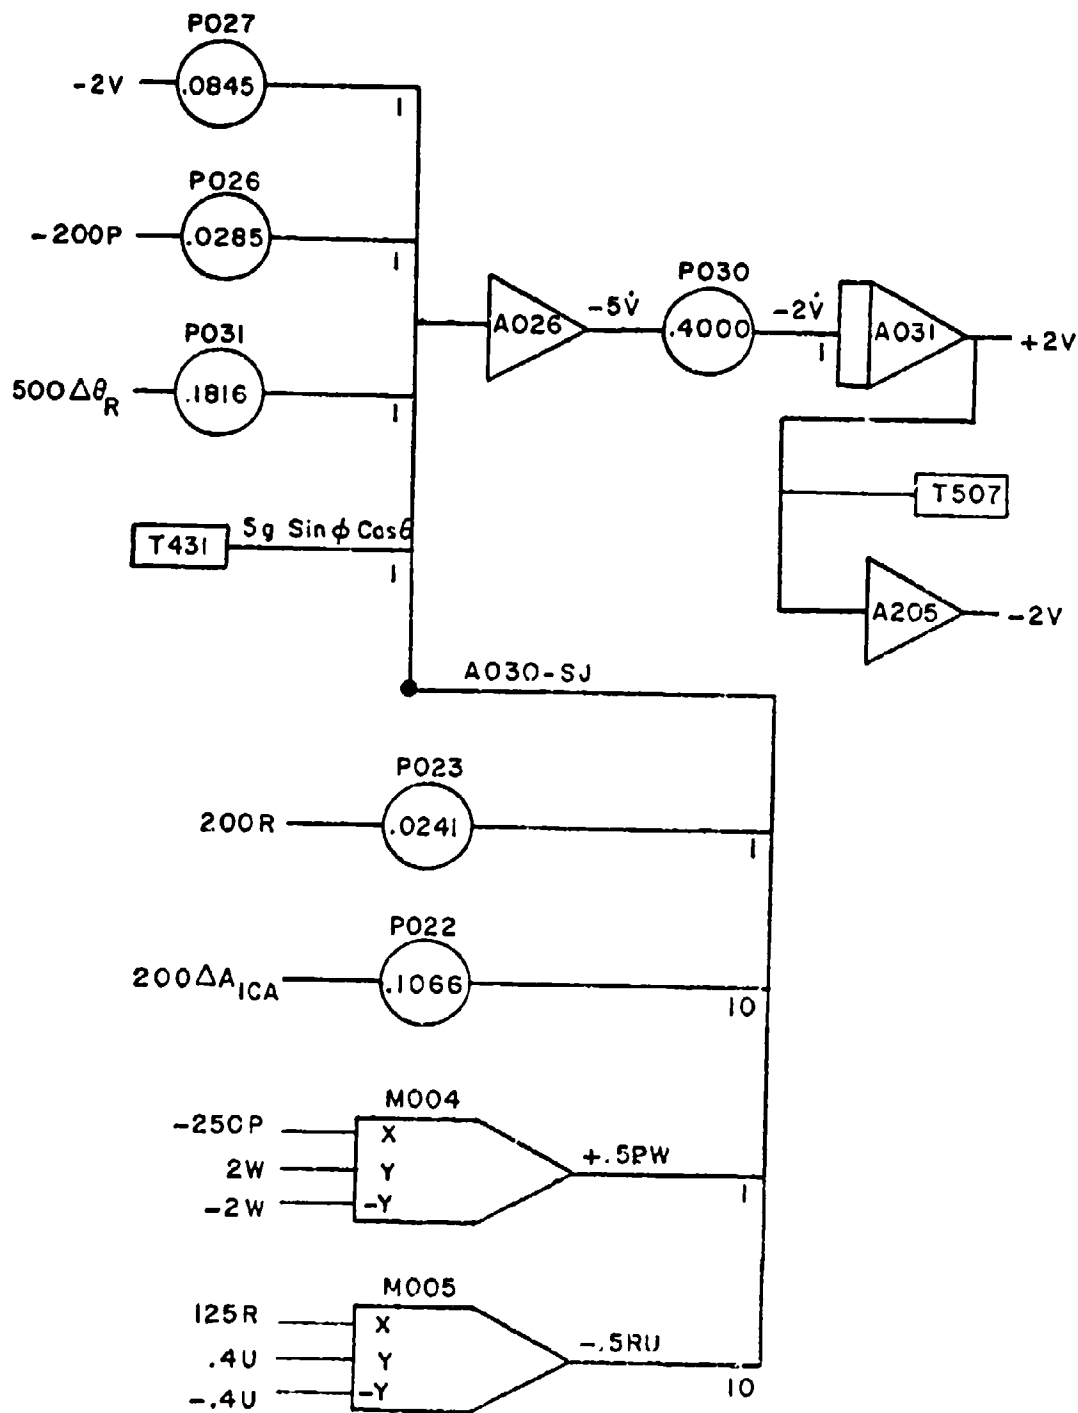 P027
-2V
.0845
1
P026
-200P
.0285
1
P031
500Δθ_R
.1816
1
T431
5g Sin ϕ Cos θ
1
A026
-5V̇
P030
.4000
-2V̇
1
A031
+2V
T507
A205
-2V
A030-SJ
P023
200R
.0241
1
P022
200ΔA_ICA
.1066
10
M004
-250P
X
2W
Y
-2W
-Y
+.5PW
1
M005
125R
X
.4U
Y
-.4U
-Y
-.5RU
10